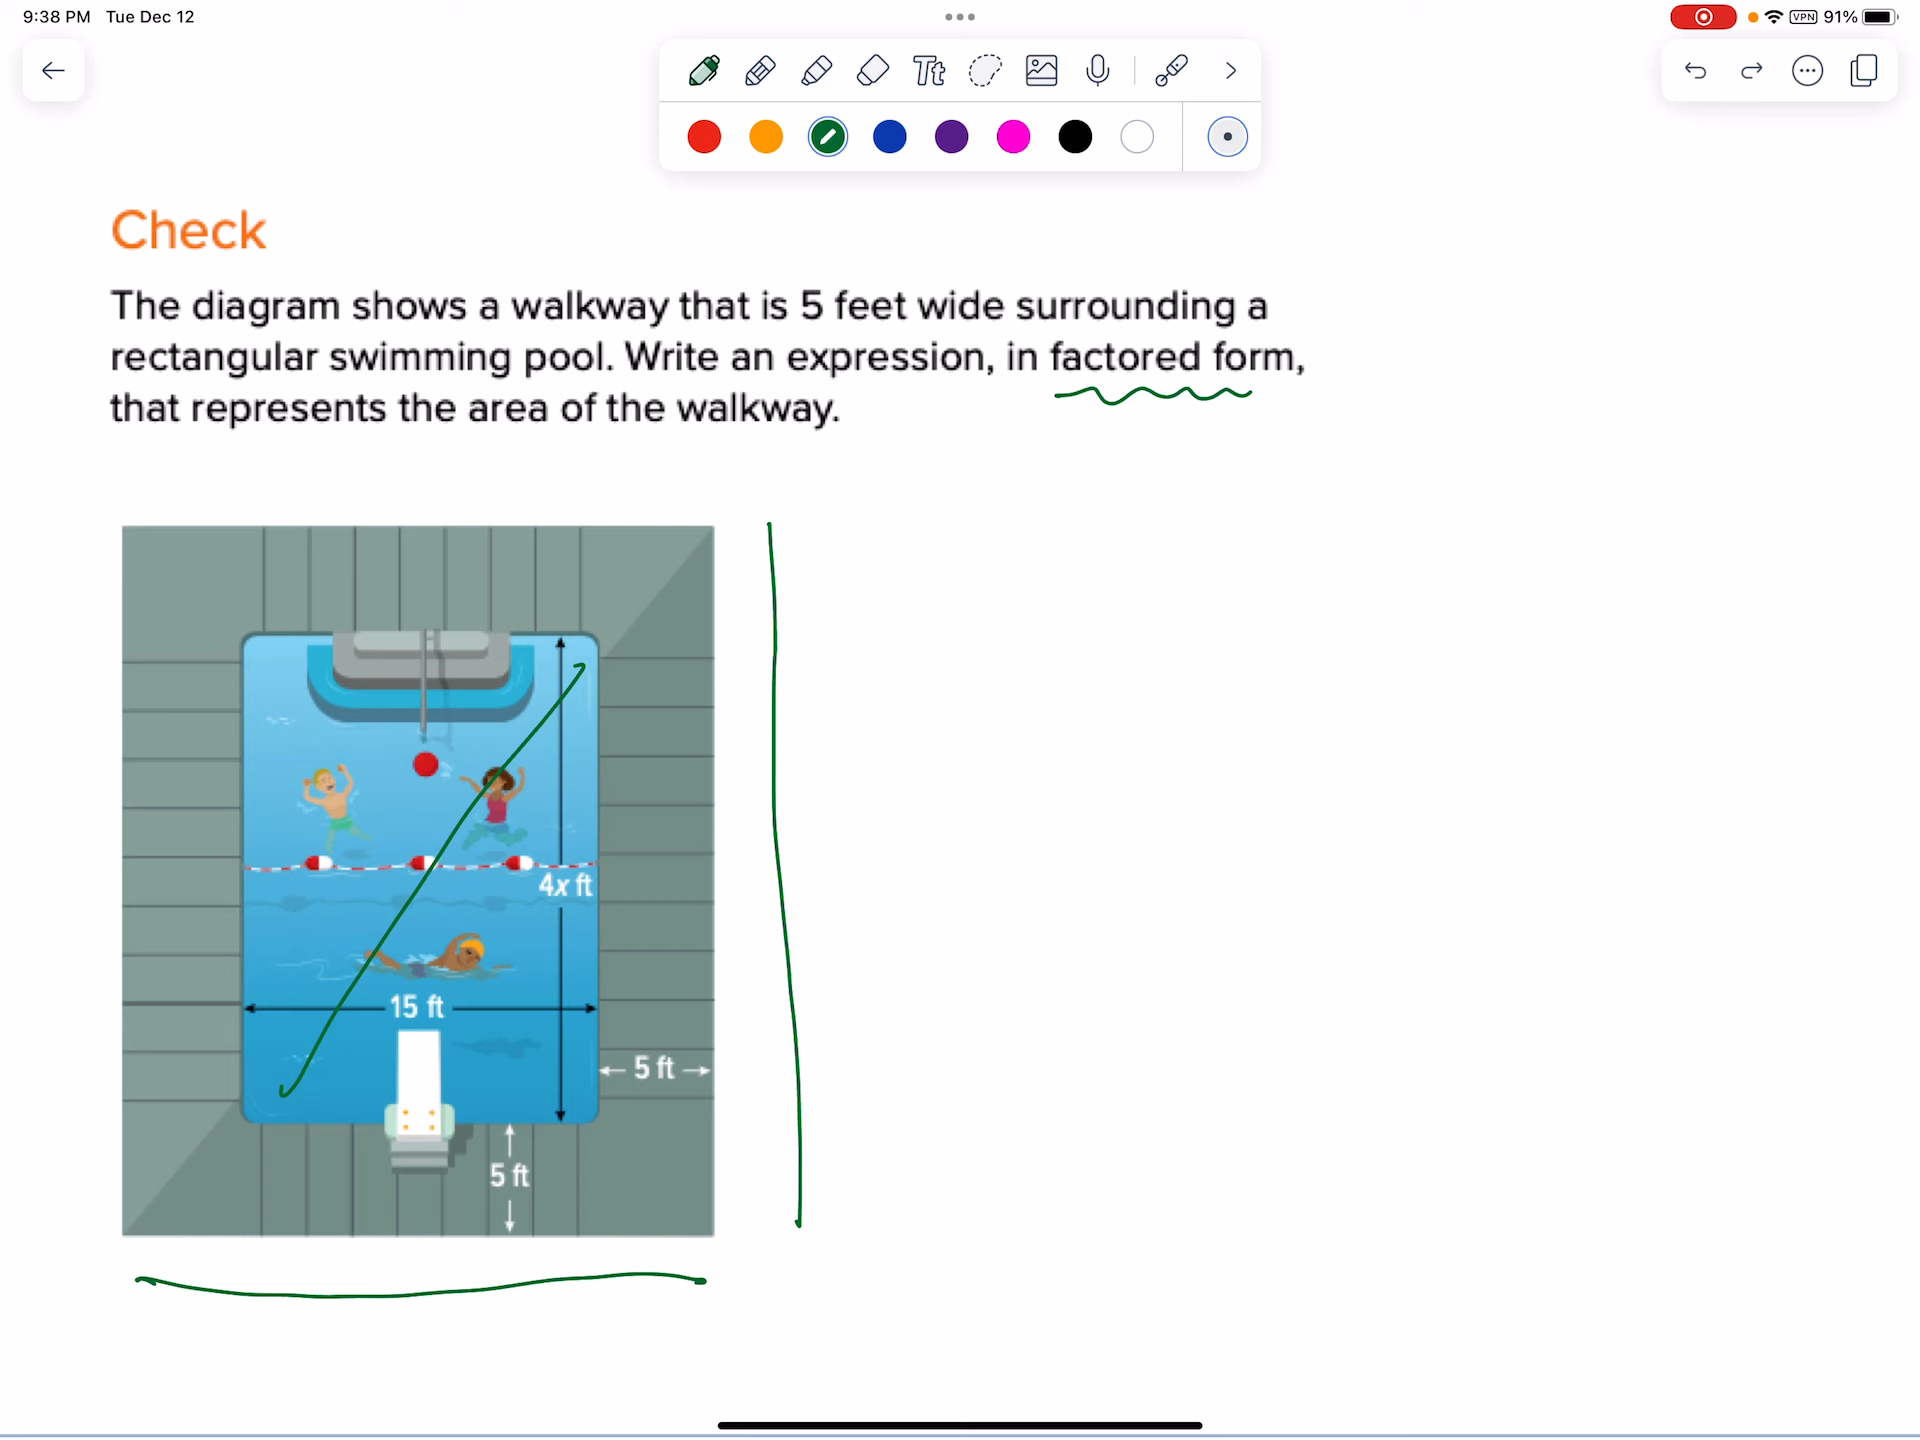 9:38 PM Tue Dec 12
VPN 91%
Tt
Check
The diagram shows a walkway that is 5 feet wide surrounding a
rectangular swimming pool. Write an expression, in factored form,
that represents the area of the walkway.
4x ft
15 ft
5 ft
5 ft